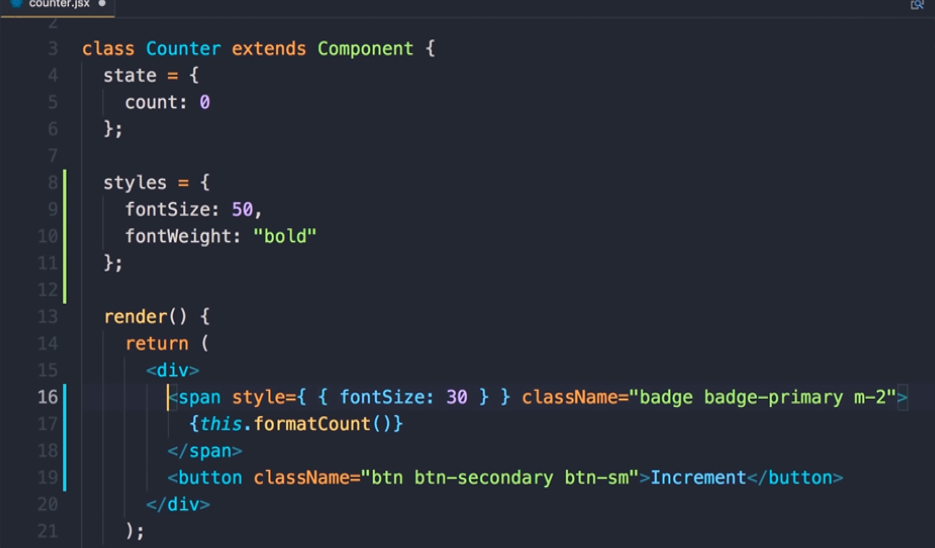 counter.jsx
2
3 class Counter extends Component {
4 state = {
5 count: 0
6 };
7
8 styles = {
9 fontSize: 50,
10 fontWeight: "bold"
11 };
12
13 render() {
14 return (
15 <div>
16 <span style={ { fontSize: 30 } } className="badge badge-primary m-2">
17 {this.formatCount()}
18 </span>
19 <button className="btn btn-secondary btn-sm">Increment</button>
20 </div>
21 );